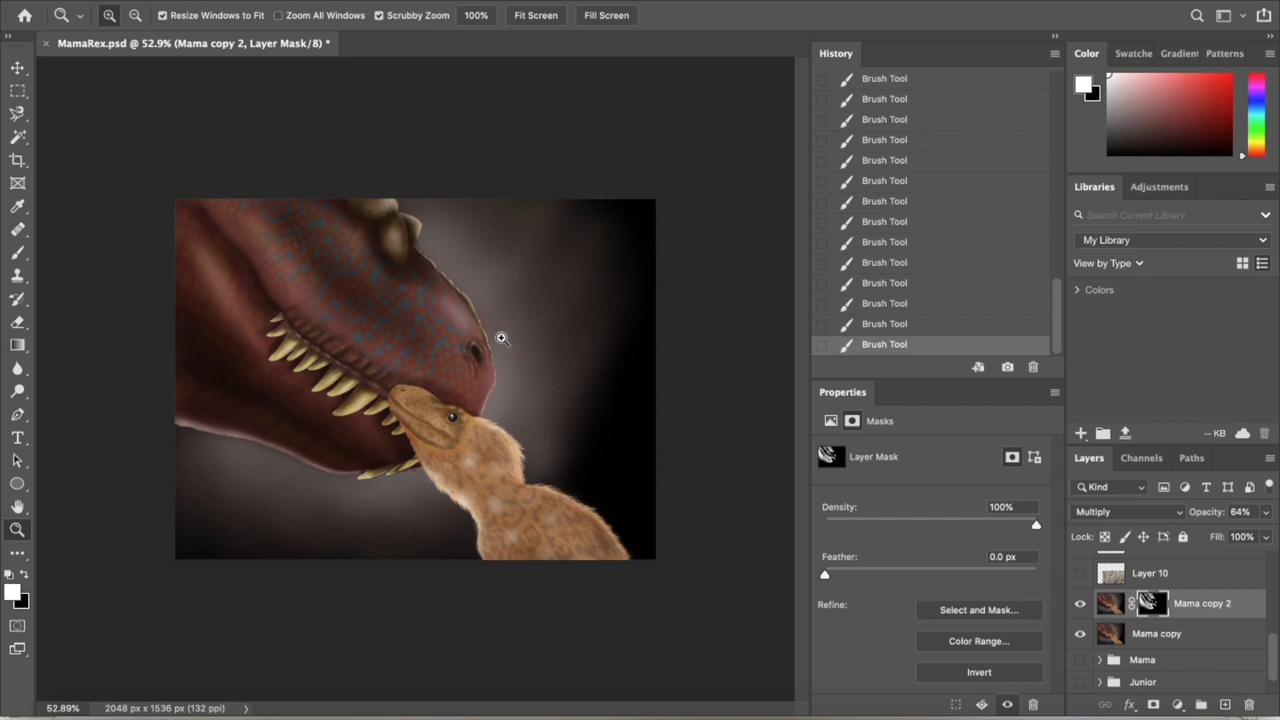 Resize Windows to Fit Zoom All Windows Scrubby Zoom 100% Fit Screen Fill Screen
MamaRex.psd @ 52.9% (Mama copy 2, Layer Mask/8) *
History
Brush Tool
Brush Tool
Brush Tool
Brush Tool
Brush Tool
Brush Tool
Brush Tool
Brush Tool
Brush Tool
Brush Tool
Brush Tool
Brush Tool
Brush Tool
Brush Tool
Properties
Masks
Layer Mask
Density: 100%
Feather: 0.0 px
Refine: Select and Mask...
Color Range...
Invert
Color Swatche Gradient Patterns
Libraries Adjustments
Search Current Library
My Library
View by Type
Colors
-- KB
Layers Channels Paths
Kind
Multiply Opacity: 64%
Lock: Fill: 100%
Layer 10
Mama copy 2
Mama copy
Mama
Junior
52.89% 2048 px x 1536 px (132 ppi)